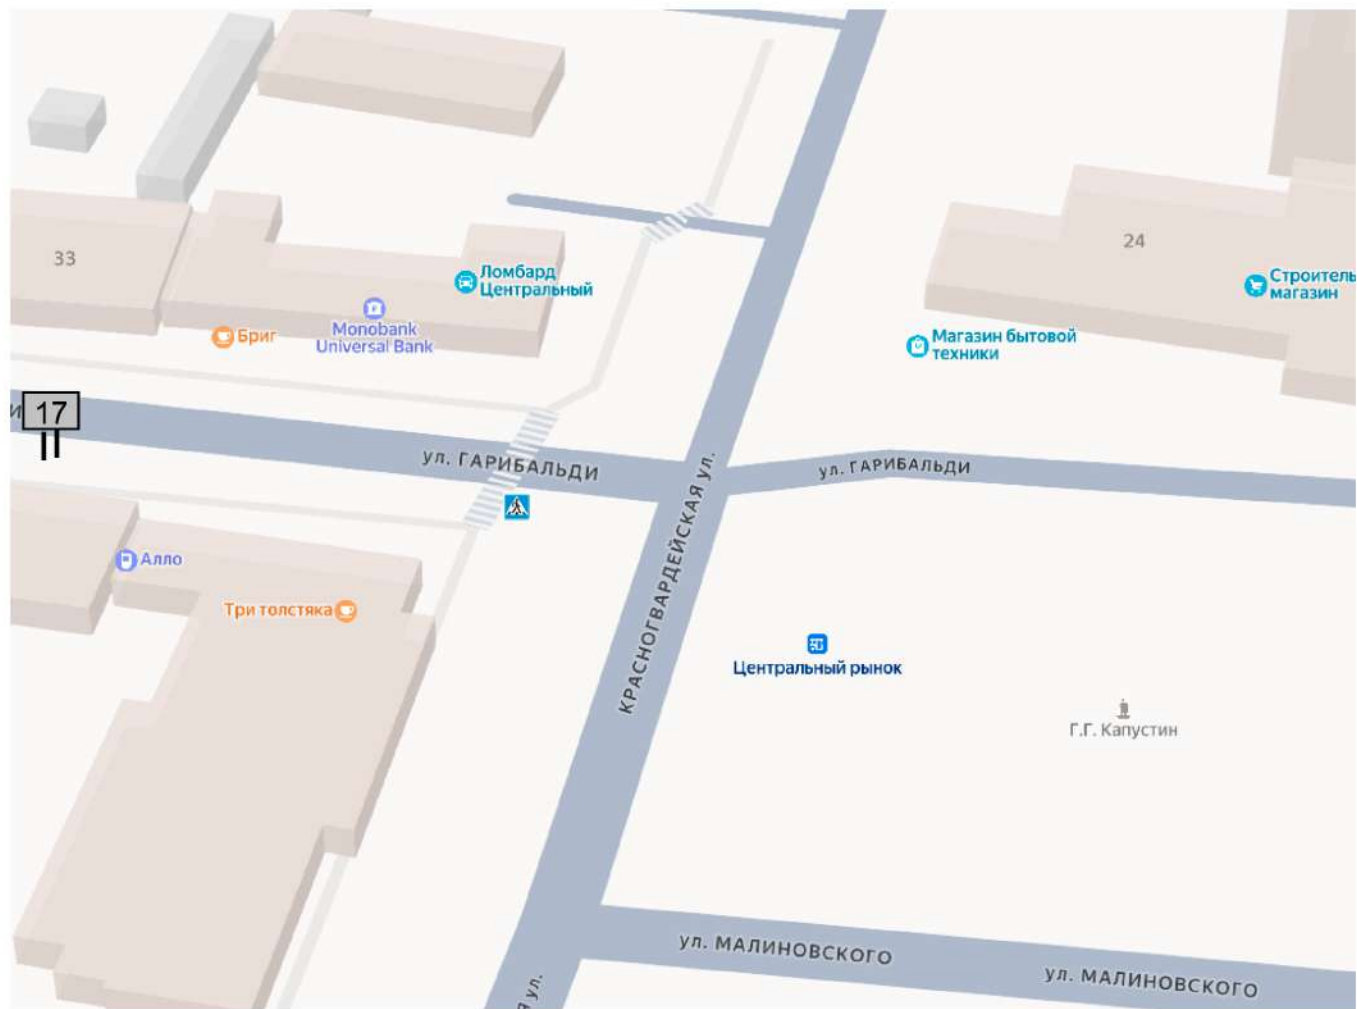 33
24
Ломбард
Центральный
Строитель
магазин
Monobank
Universal Bank
Бриг
Магазин бытовой
техники
И
17
ул. ГАРИБАЛЬДИ
ул. ГАРИБАЛЬДИ
КРАСНОГВАРДЕЙСКАЯ ул.
Алло
Три толстяка
Центральный рынок
Г.Г. Капустин
ул. МАЛИНОВСКОГО
ул. МАЛИНОВСКОГО
Я ул.